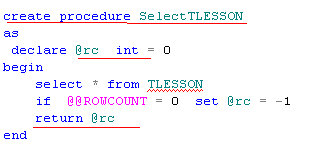 create procedure SelectTLESSON
as
declare @rc int = 0
begin
select * from TLESSON
if @@ROWCOUNT = 0 set @rc = -1
return @rc
end